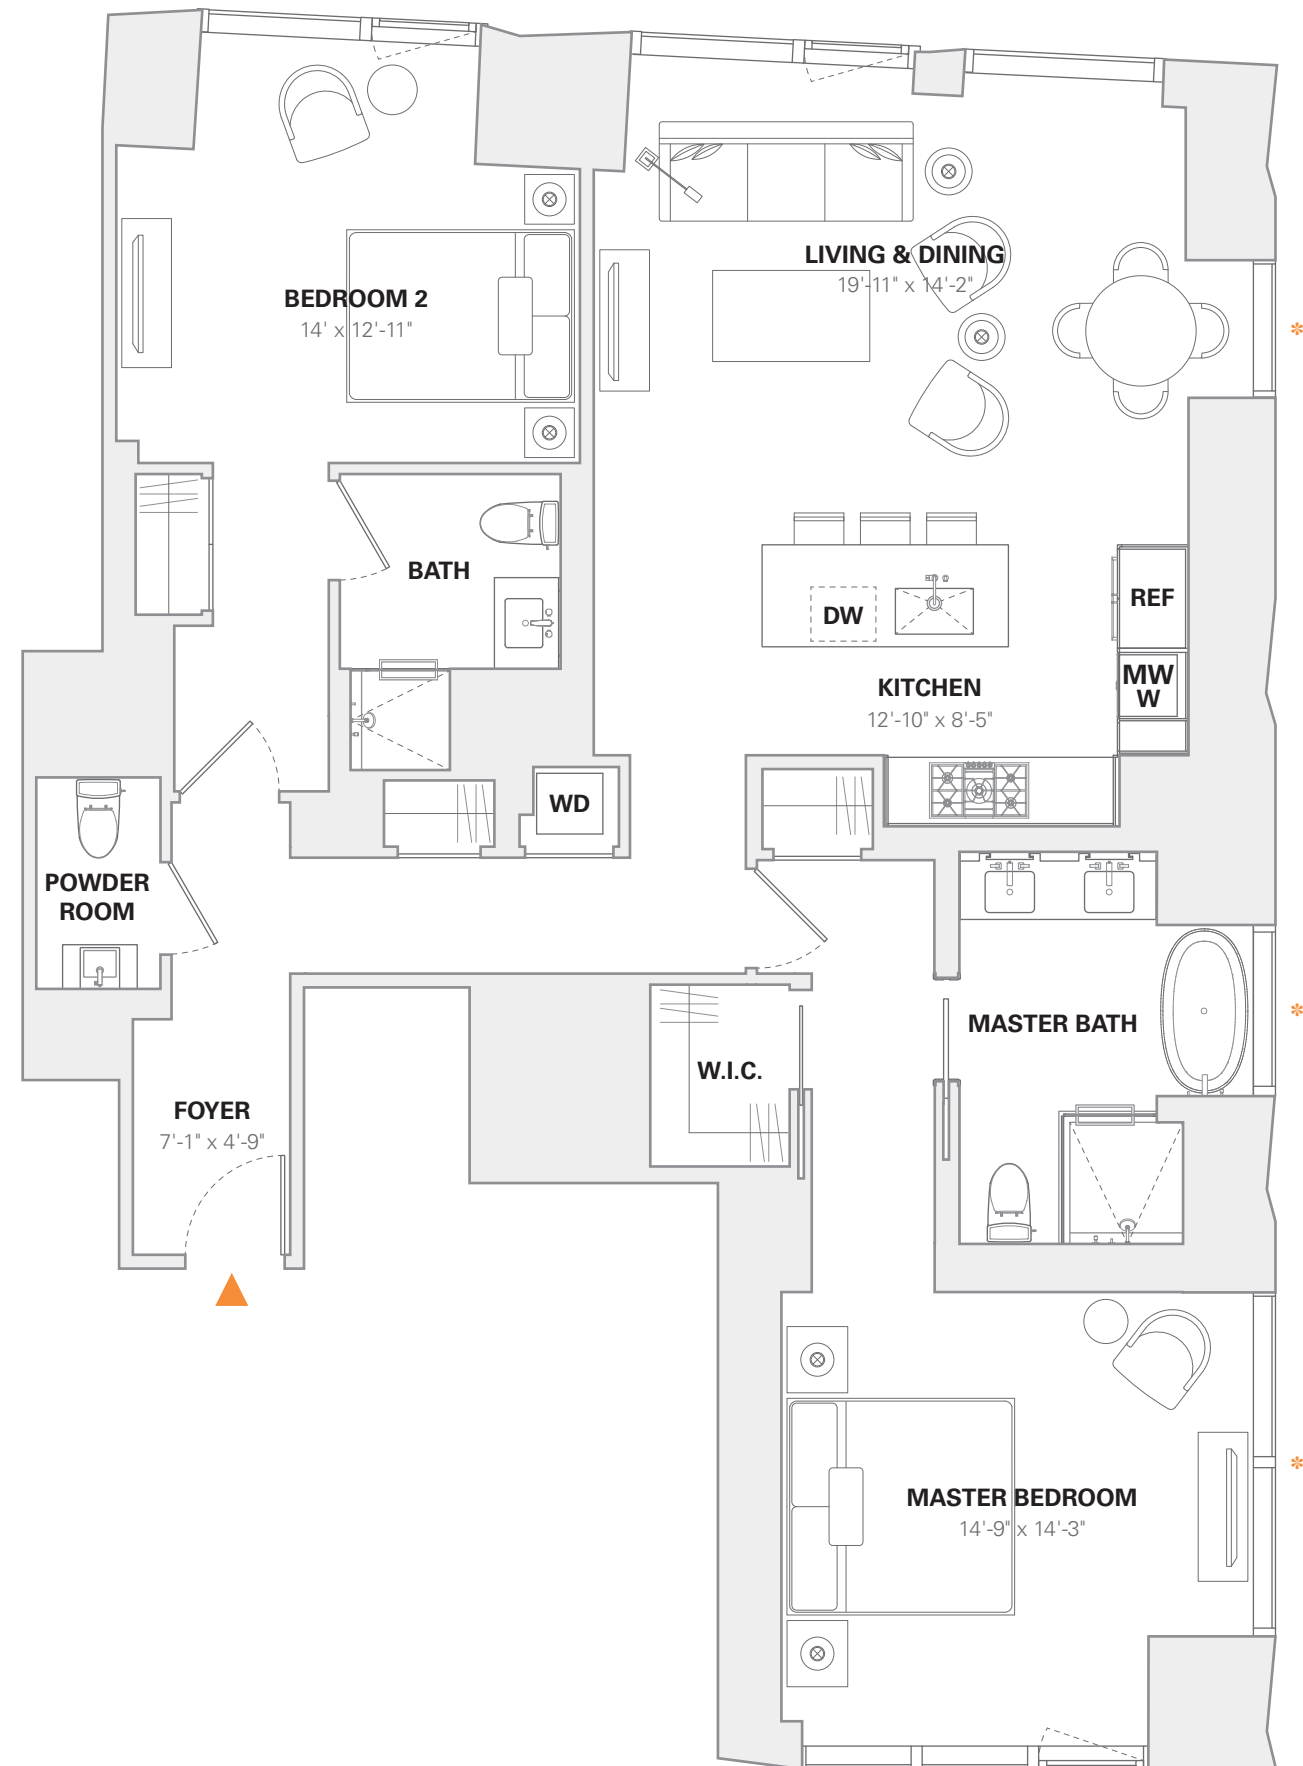 LIVING & DINING
19'-11" x 14'-2"
BEDROOM 2
14' x 12'-11"
*
BATH
REF
DW
MW
W
KITCHEN
12'-10" x 8'-5"
WD
POWDER
ROOM
*
MASTER BATH
W.I.C.
FOYER
7'-1" x 4'-9"
*
MASTER BEDROOM
14'-9" x 14'-3"